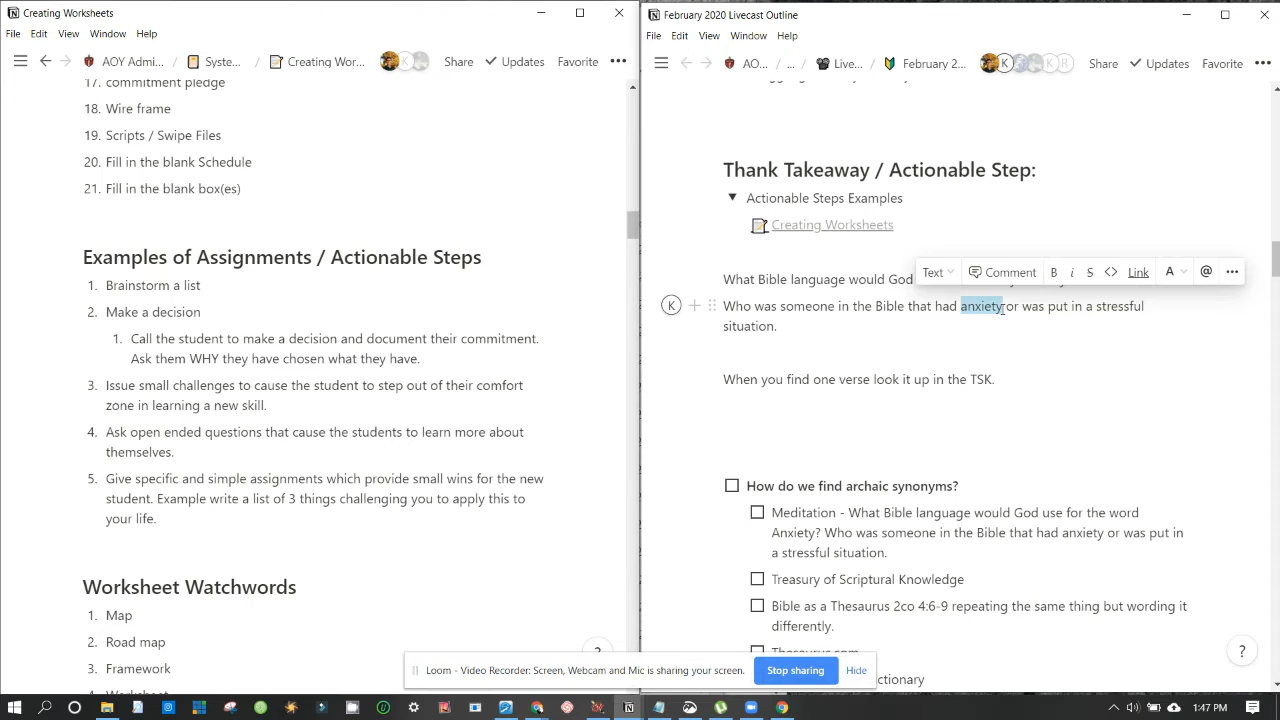 Creating Worksheets
File Edit View Window Help
AOY Admi... / Syste... / Creating Wor... K Share Updates Favorite
17. commitment pledge
18. Wire frame
19. Scripts / Swipe Files
20. Fill in the blank Schedule
21. Fill in the blank box(es)
Examples of Assignments / Actionable Steps
1. Brainstorm a list
2. Make a decision
1. Call the student to make a decision and document their commitment.
Ask them WHY they have chosen what they have.
3. Issue small challenges to cause the student to step out of their comfort
zone in learning a new skill.
4. Ask open ended questions that cause the students to learn more about
themselves.
5. Give specific and simple assignments which provide small wins for the new
student. Example write a list of 3 things challenging you to apply this to
your life.
Worksheet Watchwords
1. Map
2. Road map
3. Framework
4. Worksheet
February 2020 Livecast Outline
File Edit View Window Help
AO... / ... / Live... / February 2... K K R Share Updates Favorite
Thank Takeaway / Actionable Step:
Actionable Steps Examples
Creating Worksheets
Text Comment B i S <> Link A @
What Bible language would God
K Who was someone in the Bible that had anxiety or was put in a stressful
situation.
When you find one verse look it up in the TSK.
How do we find archaic synonyms?
Meditation - What Bible language would God use for the word
Anxiety? Who was someone in the Bible that had anxiety or was put in
a stressful situation.
Treasury of Scriptural Knowledge
Bible as a Thesaurus 2co 4:6-9 repeating the same thing but wording it
differently.
Thesaurus.com
ctionary
?
Loom - Video Recorder: Screen, Webcam and Mic is sharing your screen. Stop sharing Hide
1:47 PM